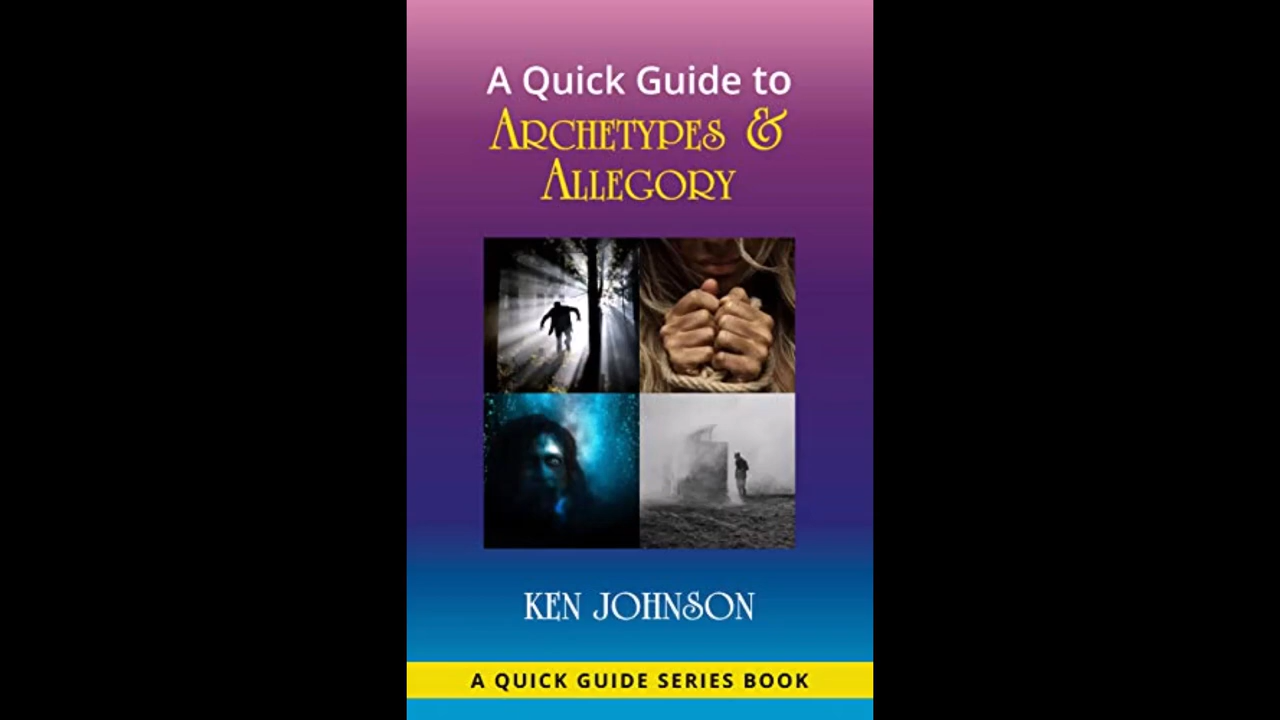 A Quick Guide to
ARCHETYPES &
ALLEGORY
KEN JOHNSON
A QUICK GUIDE SERIES BOOK